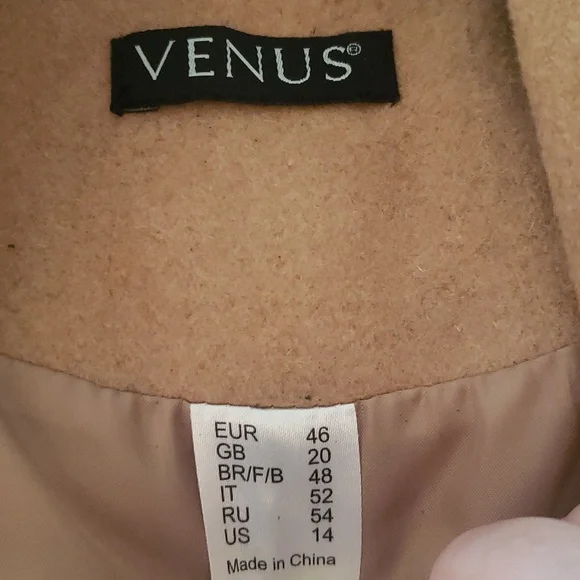 VENUS®
EUR 46
GB 20
BR/F/B 48
IT 52
RU 54
US 14
Made in China